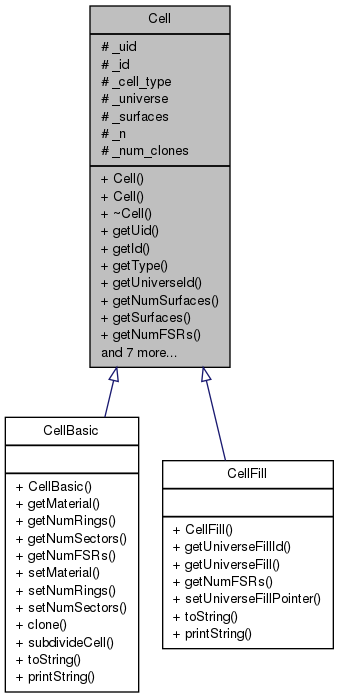 Cell
# _uid
# _id
# _cell_type
# _universe
# _surfaces
# _n
# _num_clones
+ Cell()
+ Cell()
+ ~Cell()
+ getUid()
+ getId()
+ getType()
+ getUniverseId()
+ getNumSurfaces()
+ getSurfaces()
+ getNumFSRs()
and 7 more...
CellBasic
+ CellBasic()
+ getMaterial()
+ getNumRings()
+ getNumSectors()
+ getNumFSRs()
+ setMaterial()
+ setNumRings()
+ setNumSectors()
+ clone()
+ subdivideCell()
+ toString()
+ printString()
CellFill
+ CellFill()
+ getUniverseFillId()
+ getUniverseFill()
+ getNumFSRs()
+ setUniverseFillPointer()
+ toString()
+ printString()